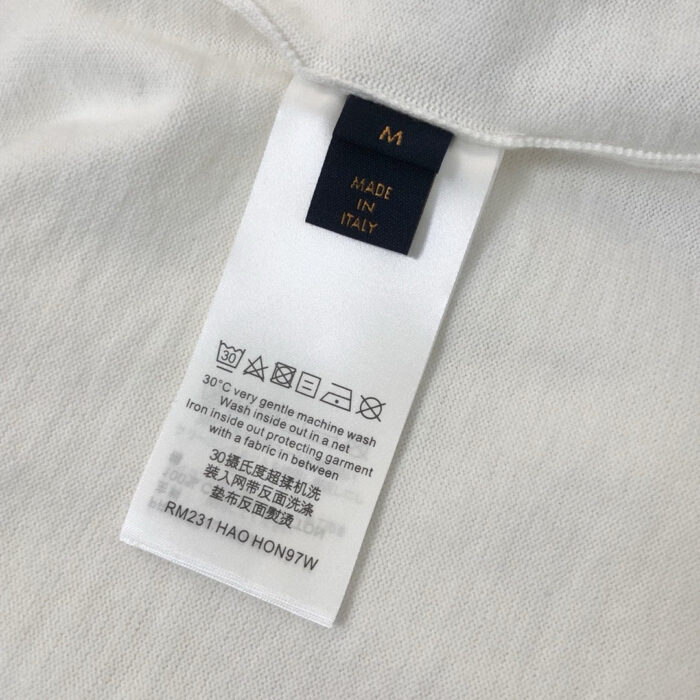 M
MADE
IN
ITALY
30
30°C very gentle machine wash
Wash inside out in a net
Iron inside out protecting garment
with a fabric in between
30摄氏度超揉机洗
装入网带反面洗涤
垫布反面熨烫
RM231 HAO HON97W